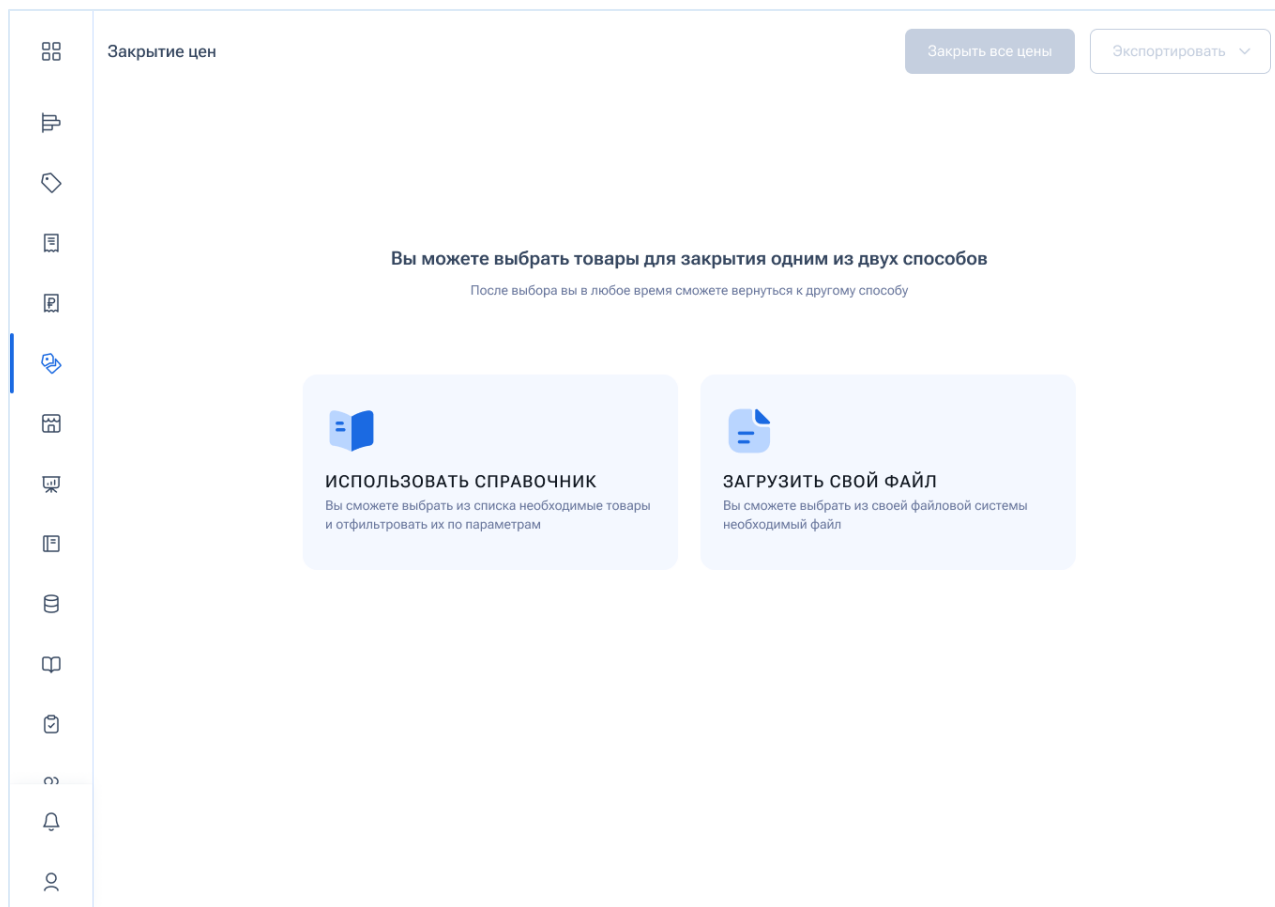 Закрытие цен
Закрыть все цены
Экспортировать
Вы можете выбрать товары для закрытия одним из двух способов
После выбора вы в любое время сможете вернуться к другому способу
ИСПОЛЬЗОВАТЬ СПРАВОЧНИК
Вы сможете выбрать из списка необходимые товары
и отфильтровать их по параметрам
ЗАГРУЗИТЬ СВОЙ ФАЙЛ
Вы сможете выбрать из своей файловой системы
необходимый файл